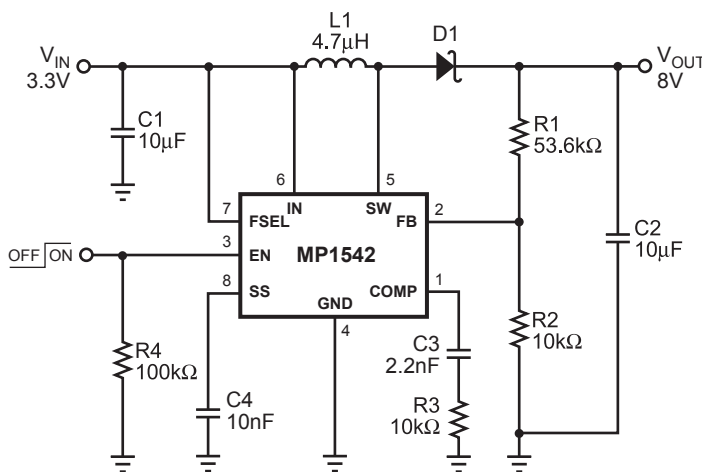 L1
4.7μH
D1
V_IN
3.3V
V_OUT
8V
C1
10μF
R1
53.6kΩ
6
5
IN
SW
7
FSEL
2
FB
C2
10μF
OFF ON
3
EN
MP1542
8
SS
COMP
1
GND
4
R4
100kΩ
C3
2.2nF
R2
10kΩ
C4
10nF
R3
10kΩ